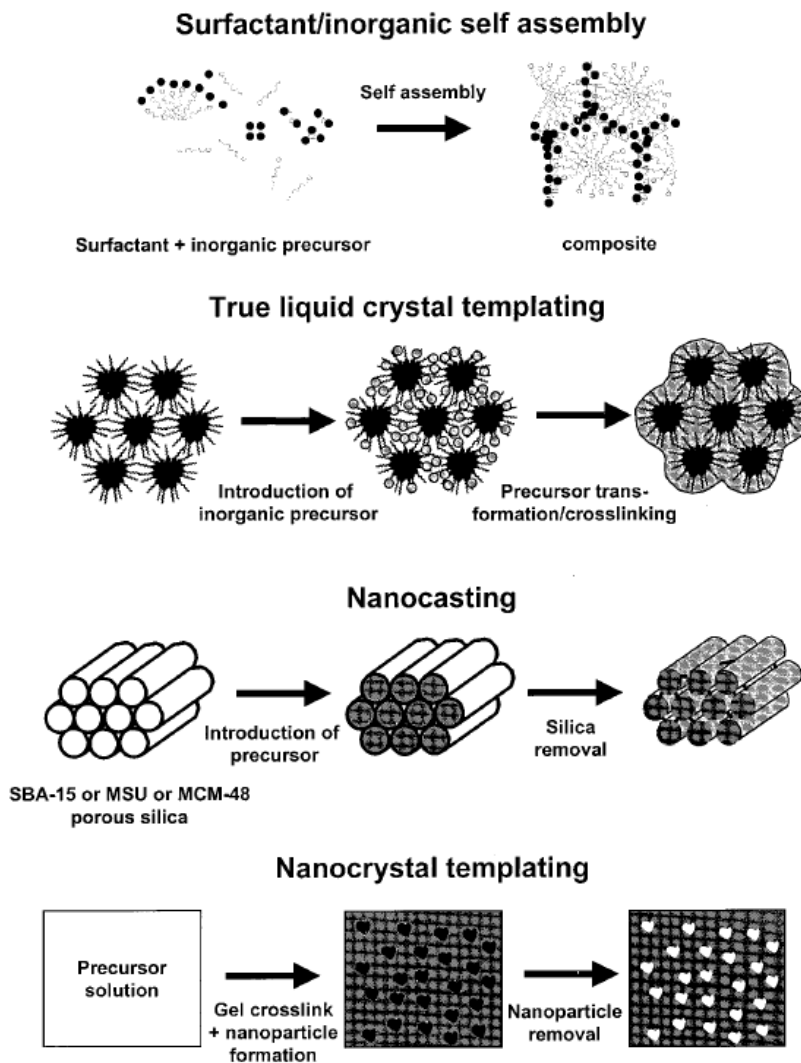 Surfactant/inorganic self assembly
Self assembly
Surfactant + inorganic precursor
composite
True liquid crystal templating
Introduction of
inorganic precursor
Precursor trans-
formation/crosslinking
Nanocasting
Introduction of
precursor
Silica
removal
SBA-15 or MSU or MCM-48
porous silica
Nanocrystal templating
Precursor
solution
Gel crosslink
+ nanoparticle
formation
Nanoparticle
removal